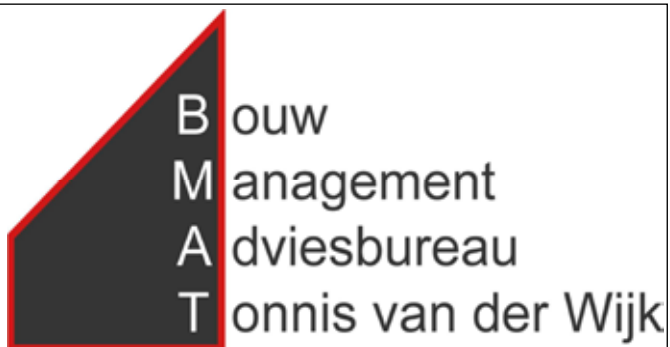 Bouw
Management
Adviesbureau
Tonnis van der Wijk